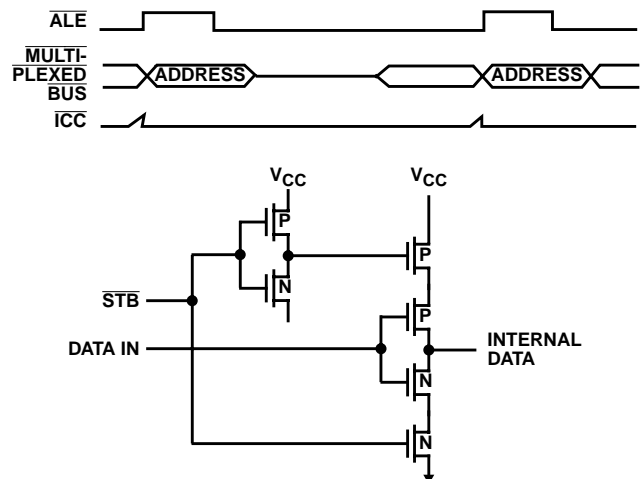 ALE
MULTI-
PLEXED
BUS
ADDRESS
ADDRESS
ICC
VCC
VCC
P
P
N
STB
P
DATA IN
INTERNAL
DATA
N
N